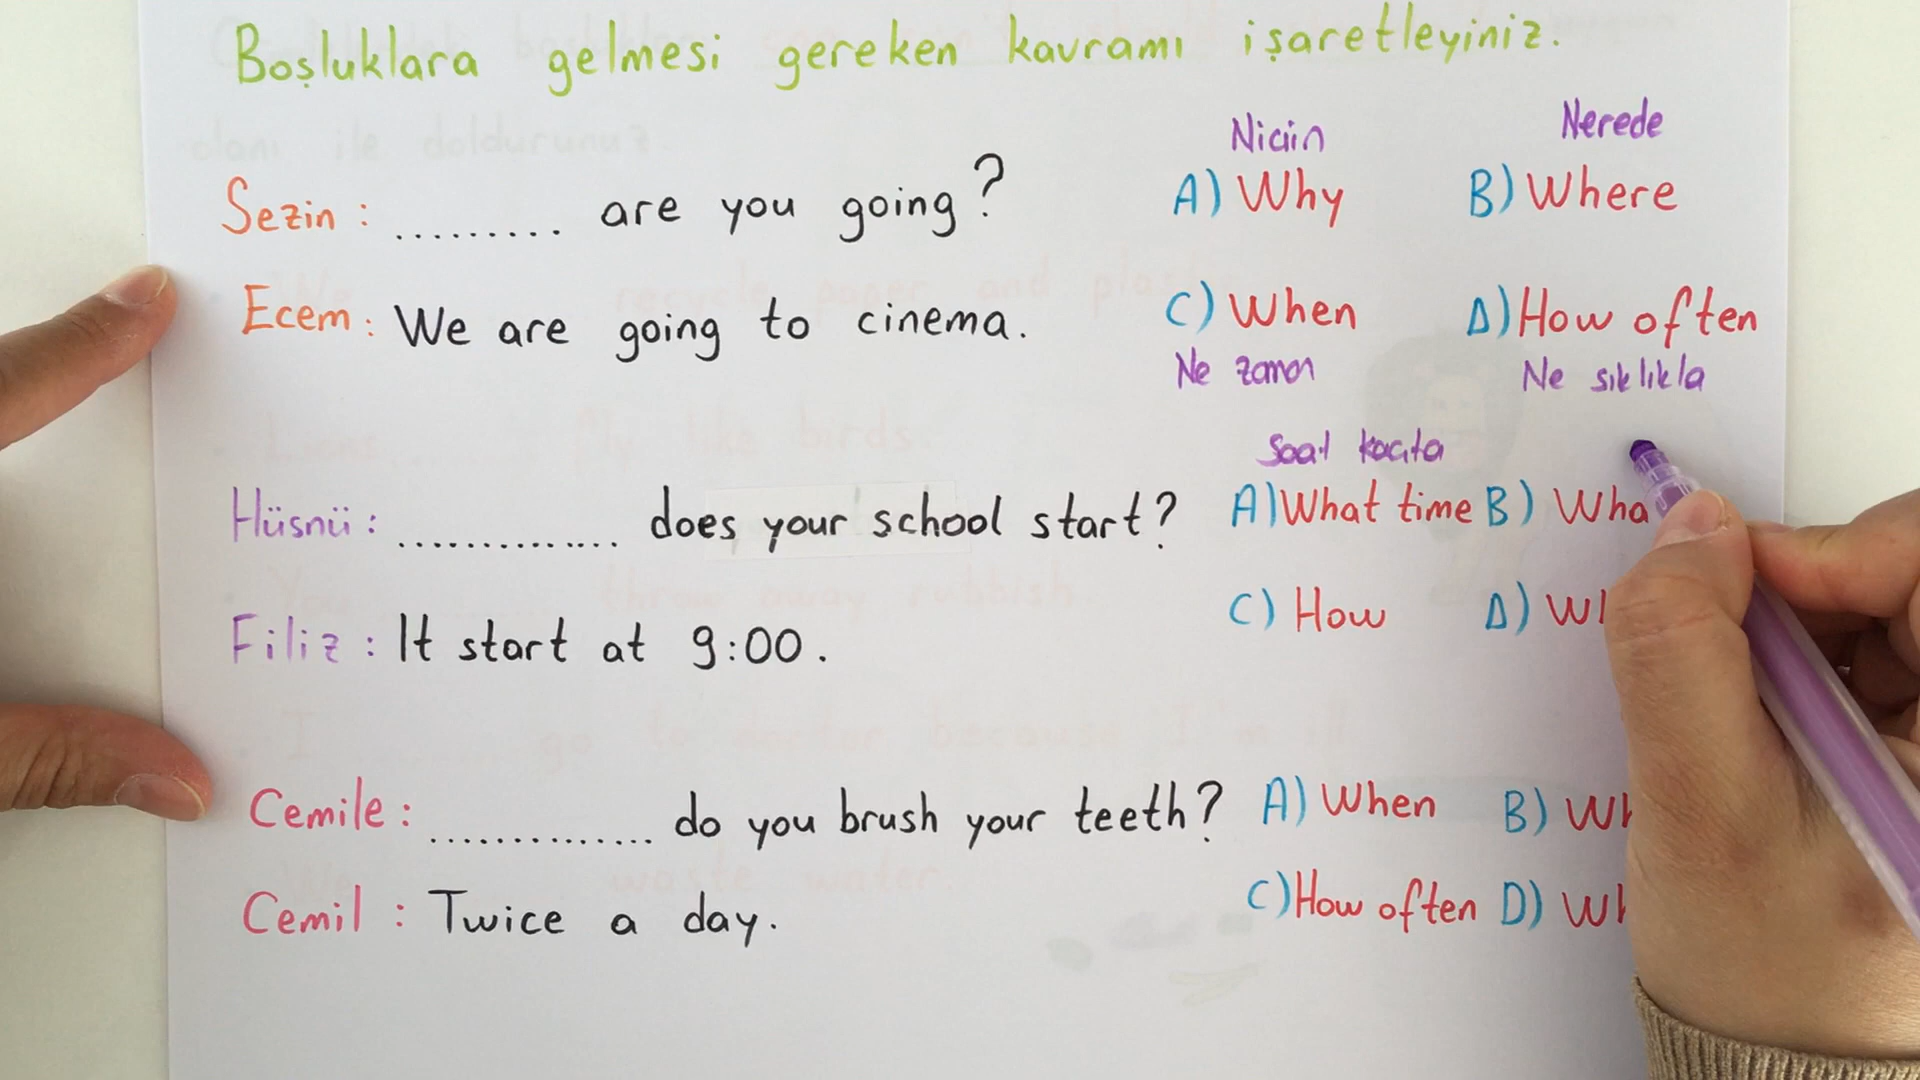 Boşluklara gelmesi gereken kavramı işaretleyiniz.
Niçin
Nerede
Sezin : ......... are you going?
A) Why
B) Where
Ecem : We are going to cinema.
C) When
D) How often
Ne zaman
Ne sıklıkla
Saat kaçta
Hüsnü : .............. does your school start?
A) What time
B) Wha
Filiz : It start at 9:00.
C) How
D) Wh
Cemile : .............. do you brush your teeth?
A) When
B) Wh
Cemil : Twice a day.
C) How often
D) Wh